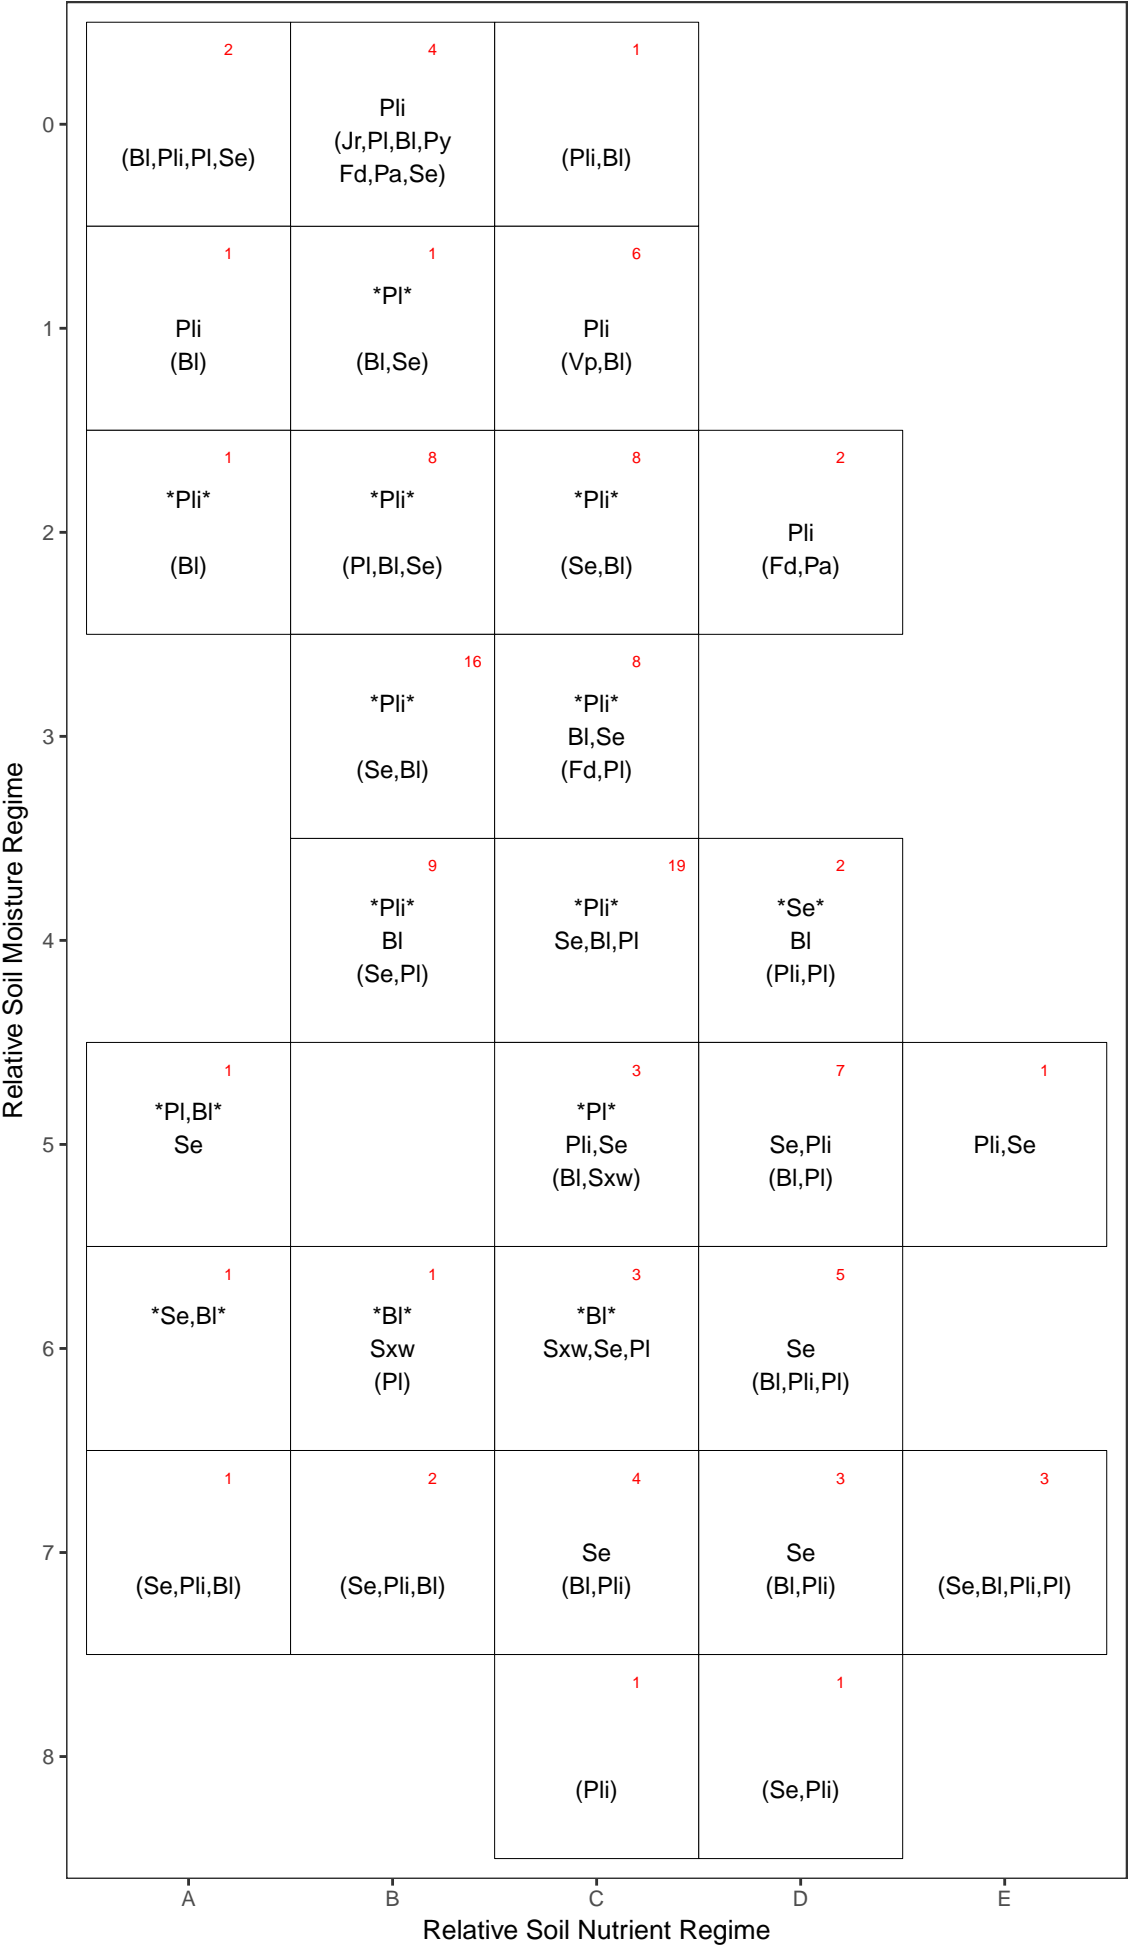 2 4 1
Pli
0
(Bl,Pli,Pl,Se) (Jr,Pl,Bl,Py (Pli,Bl)
Fd,Pa,Se)
1 1 6
*Pl*
1 Pli Pli
(Bl) (Bl,Se) (Vp,Bl)
1 8 8 2
*Pli* *Pli* *Pli*
2 Pli
(Bl) (Pl,Bl,Se) (Se,Bl) (Fd,Pa)
16 8
*Pli* *Pli*
3 Bl,Se
(Se,Bl) (Fd,Pl)
9 19 2
*Pli* *Pli* *Se*
4 Bl Se,Bl,Pl Bl
(Se,Pl) (Pli,Pl)
1 3 7 1
*Pl,Bl* *Pl*
5 Se Pli,Se Se,Pli Pli,Se
(Bl,Sxw) (Bl,Pl)
1 1 3 5
*Se,Bl* *Bl* *Bl*
6 Sxw Sxw,Se,Pl Se
(Pl) (Bl,Pli,Pl)
1 2 4 3 3
7 Se Se
(Se,Pli,Bl) (Se,Pli,Bl) (Bl,Pli) (Bl,Pli) (Se,Bl,Pli,Pl)
1 1
8
(Pli) (Se,Pli)
A B C D E
Relative Soil Nutrient Regime
Relative Soil Moisture Regime